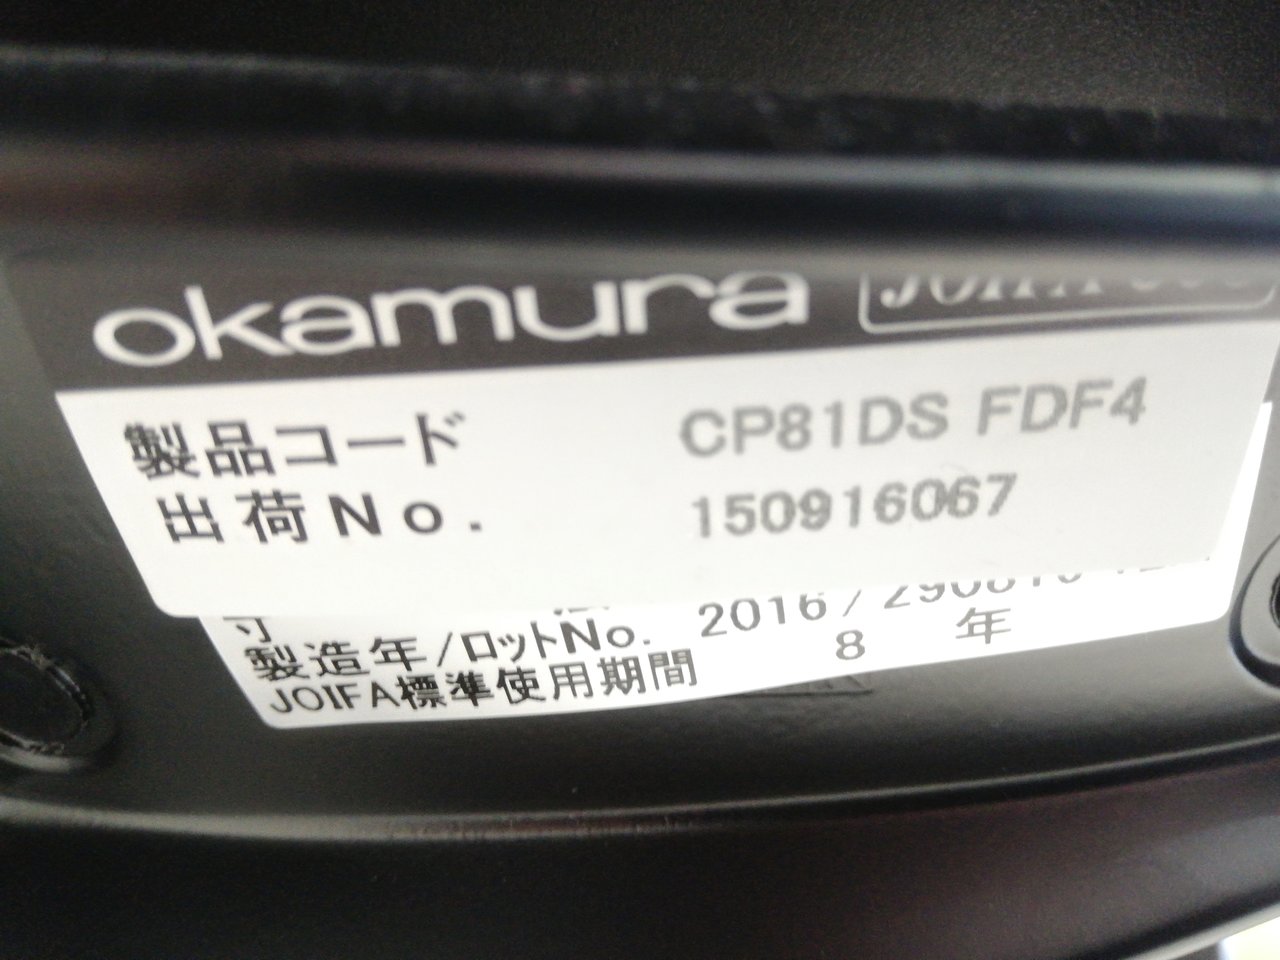 okamura
製品コード CP81DS FDF4
出荷No. 150916067
寸
製造年/ロットNo. 2016 /
JOIFA標準使用期間 8 年